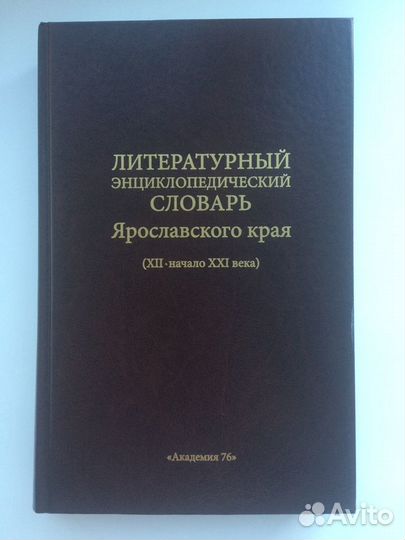 ЛИТЕРАТУРНЫЙ
ЭНЦИКЛОПЕДИЧЕСКИЙ
СЛОВАРЬ
Ярославского края
(XII - начало XXI века)
«Академия 76»
Avito